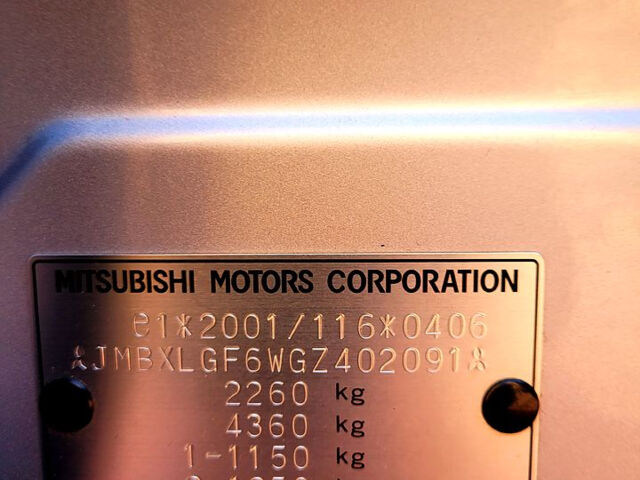 MITSUBISHI MOTORS CORPORATION
e1*2001/116*0406
JMBXLGF6WGZ402091
2260 kg
4360 kg
1-1150 kg